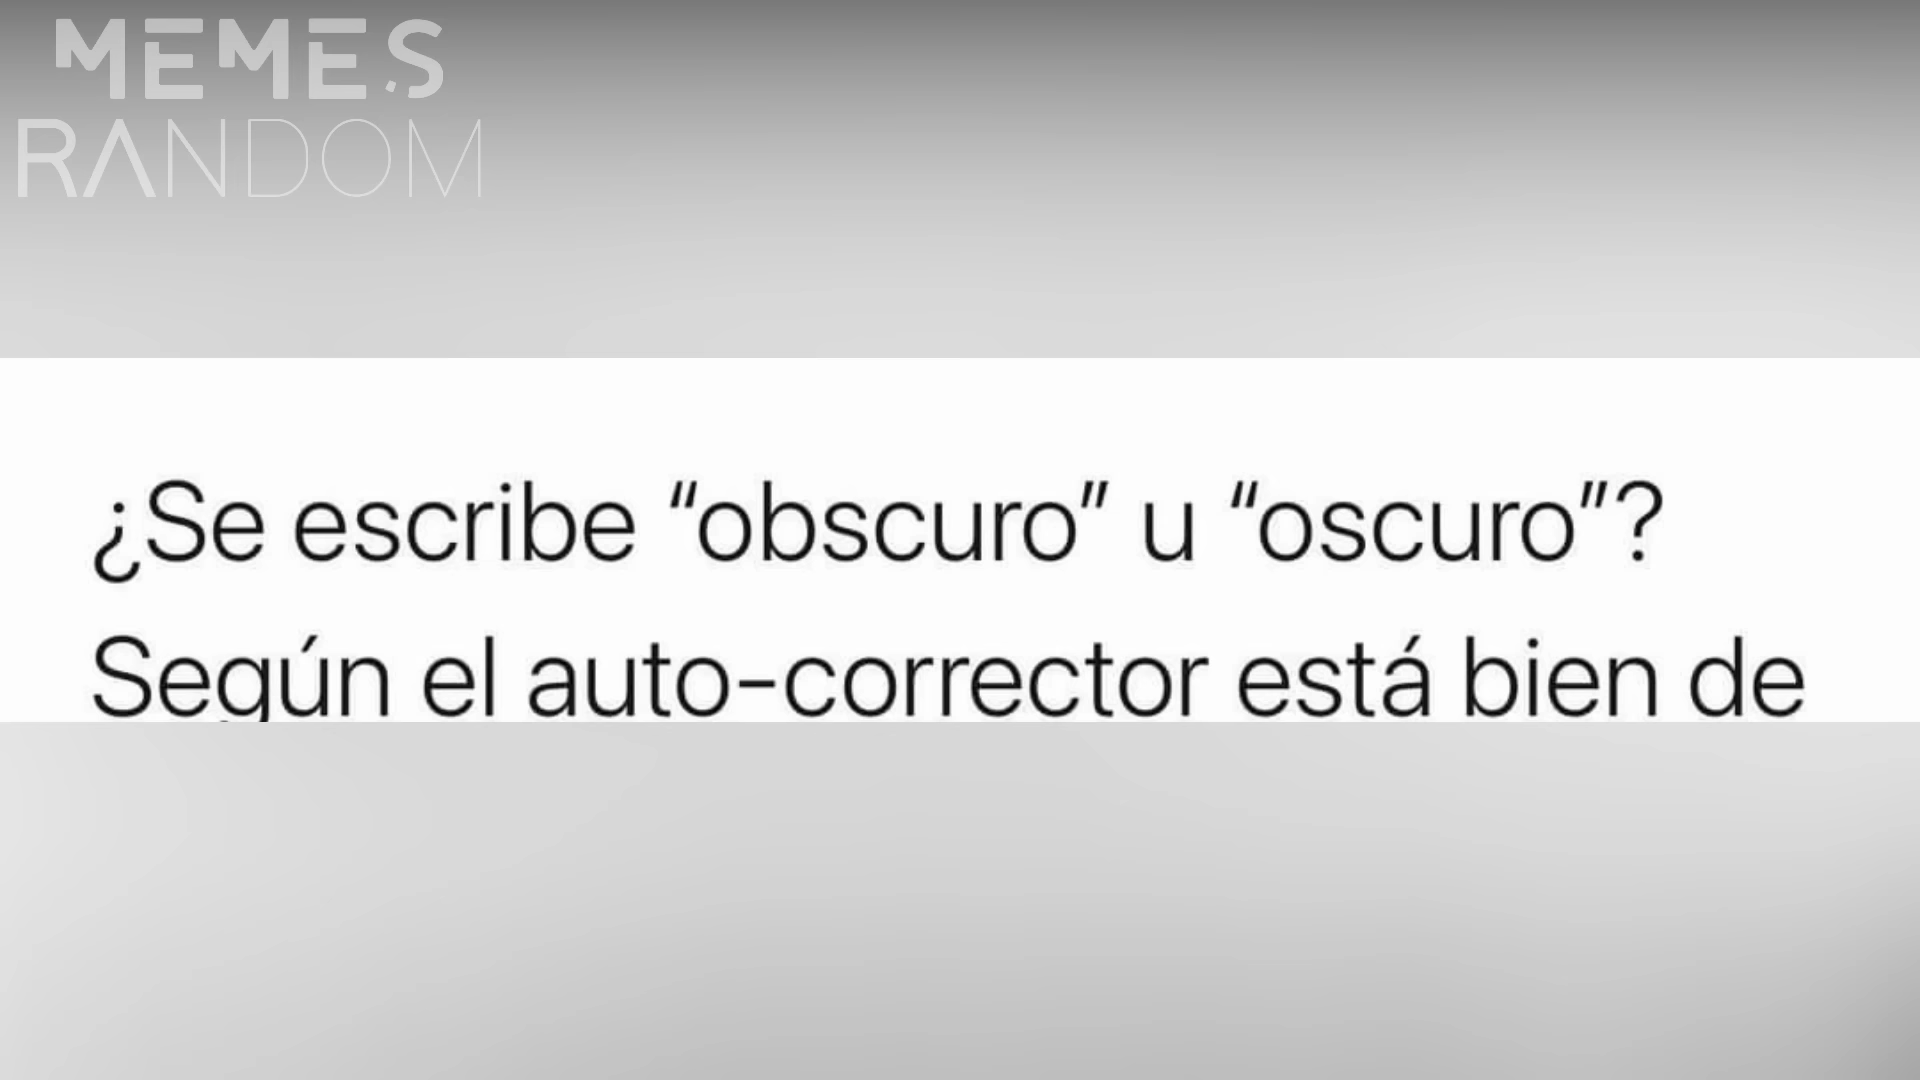 MEMES
RANDOM
¿Se escribe “obscuro” u “oscuro”?
Según el auto-corrector está bien de